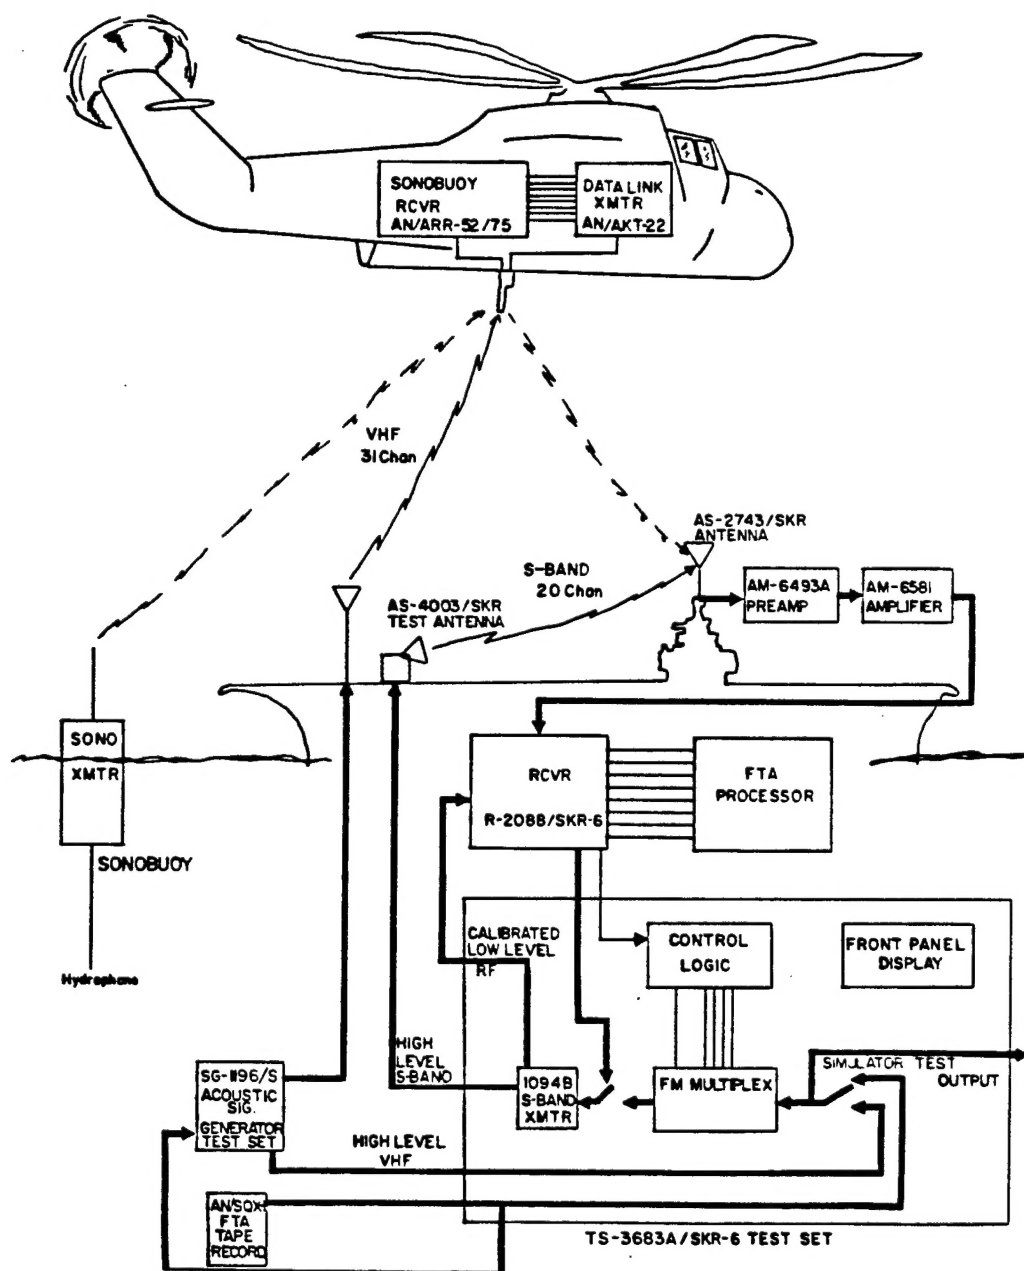 SONOBUOY
RCVR
AN/ARR-52/75
DATA LINK
XMTR
AN/AKT-22
VHF
31 Chan
AS-2743/SKR
ANTENNA
S-BAND
20 Chan
AS-4003/SKR
TEST ANTENNA
AM-6493A
PREAMP
AM-6581
AMPLIFIER
SONO
XMTR
SONOBUOY
Hydrophone
RCVR
R-2088/SKR-6
FTA
PROCESSOR
CALIBRATED
LOW LEVEL
RF
CONTROL
LOGIC
FRONT PANEL
DISPLAY
HIGH
LEVEL
S-BAND
1094B
S-BAND
XMTR
FM MULTIPLEX
SIMULATOR TEST
OUTPUT
SG-1196/S
ACOUSTIC
SIG.
GENERATOR
TEST SET
HIGH LEVEL
VHF
FTA
TAPE
RECORD
TS-3683A/SKR-6 TEST SET